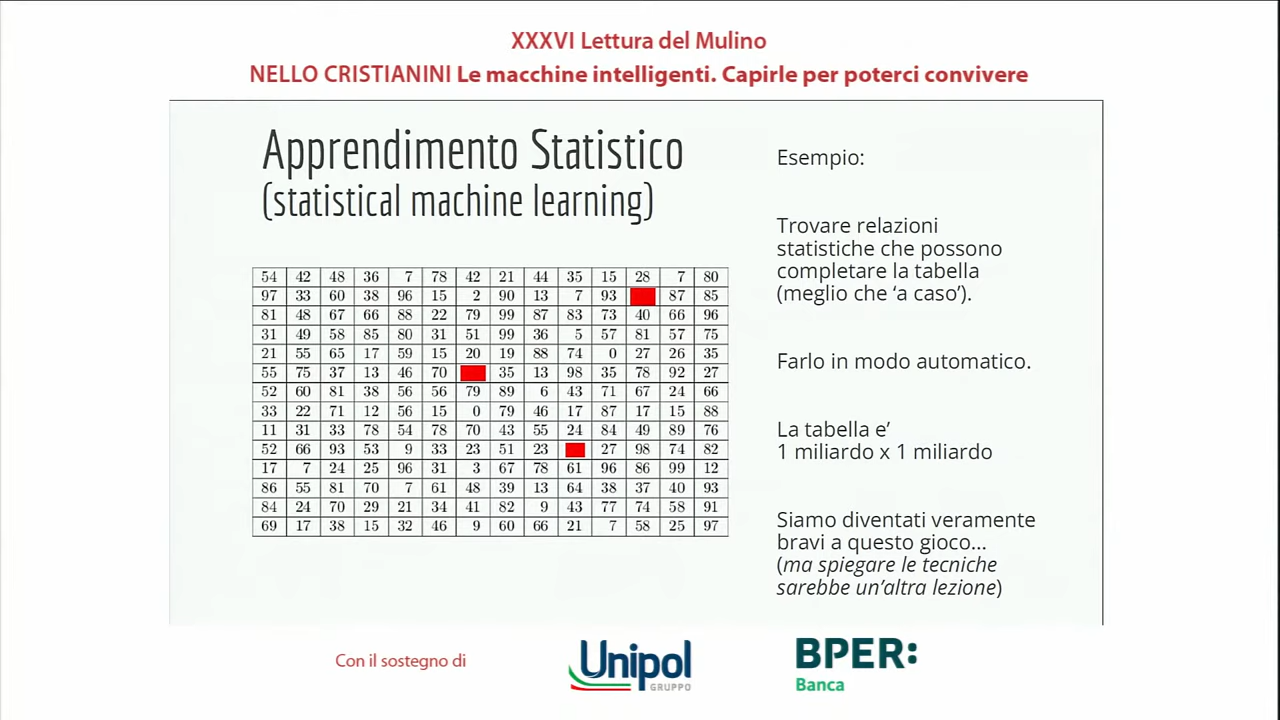 XXXVI Lettura del Mulino
NELLO CRISTIANINI Le macchine intelligenti. Capirle per poterci convivere
Apprendimento Statistico
(statistical machine learning)
54 42 48 36 7 78 42 21 44 35 15 28 7 80
97 33 60 38 96 15 2 90 13 7 93 87 85
81 48 67 66 88 22 79 99 87 83 73 40 66 96
31 49 58 85 80 31 51 99 36 5 57 81 57 75
21 55 65 17 59 15 20 19 88 74 0 27 26 35
55 75 37 13 46 70 35 13 98 35 78 92 27
52 60 81 38 56 56 79 89 6 43 71 67 24 66
33 22 71 12 56 15 0 79 46 17 87 17 15 88
11 31 33 78 54 78 70 43 55 24 84 49 89 76
52 66 93 53 9 33 23 51 23 27 98 74 82
17 7 24 25 96 31 3 67 78 61 96 86 99 12
86 55 81 70 7 61 48 39 13 64 38 37 40 93
84 24 70 29 21 34 41 82 9 43 77 74 58 91
69 17 38 15 32 46 9 60 66 21 7 58 25 97
Esempio:
Trovare relazioni
statistiche che possono
completare la tabella
(meglio che ‘a caso’).
Farlo in modo automatico.
La tabella e’
1 miliardo x 1 miliardo
Siamo diventati veramente
bravi a questo gioco...
(ma spiegare le tecniche
sarebbe un’altra lezione)
Con il sostegno di
Unipol
GRUPPO
BPER:
Banca